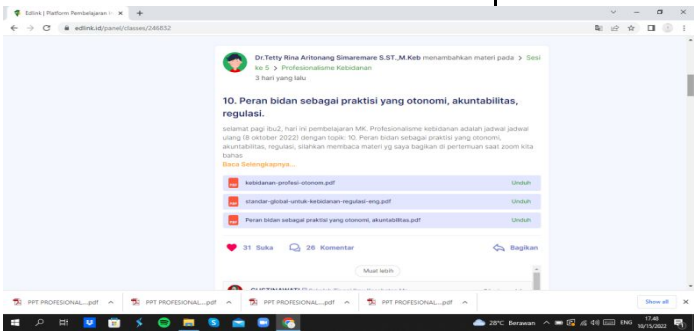 Edlink | Platform Pembelajaran
edlink.id/panel/classes/246832
Dr.Tetty Rina Aritonang Simaremare S.ST.,M.Keb menambahkan materi pada > Sesi
ke 5 > Profesionalisme Kebidanan
3 hari yang lalu
10. Peran bidan sebagai praktisi yang otonomi, akuntabilitas,
regulasi.
selamat pagi ibu2, hari ini pembelajaran MK. Profesionalisme kebidanan adalah jadwal jadwal
ulang (8 oktober 2022) dengan topik: 10. Peran bidan sebagai praktisi yang otonomi,
akuntabilitas, regulasi, silahkan membaca materi yg saya bagikan di pertemuan saat zoom kita
bahas
Baca Selengkapnya...
kebidanan-profesi-otonom.pdf Unduh
standar-global-untuk-kebidanan-regulasi-eng.pdf Unduh
Peran bidan sebagai praktisi yang otonomi, akuntabilitas.pdf Unduh
31 Suka 26 Komentar Bagikan
Muat lebih
PPT PROFESIONAL....pdf PPT PROFESIONAL....pdf PPT PROFESIONAL....pdf PPT PROFESIONAL....pdf Show all
28°C Berawan ENG 17.48
10/15/2022